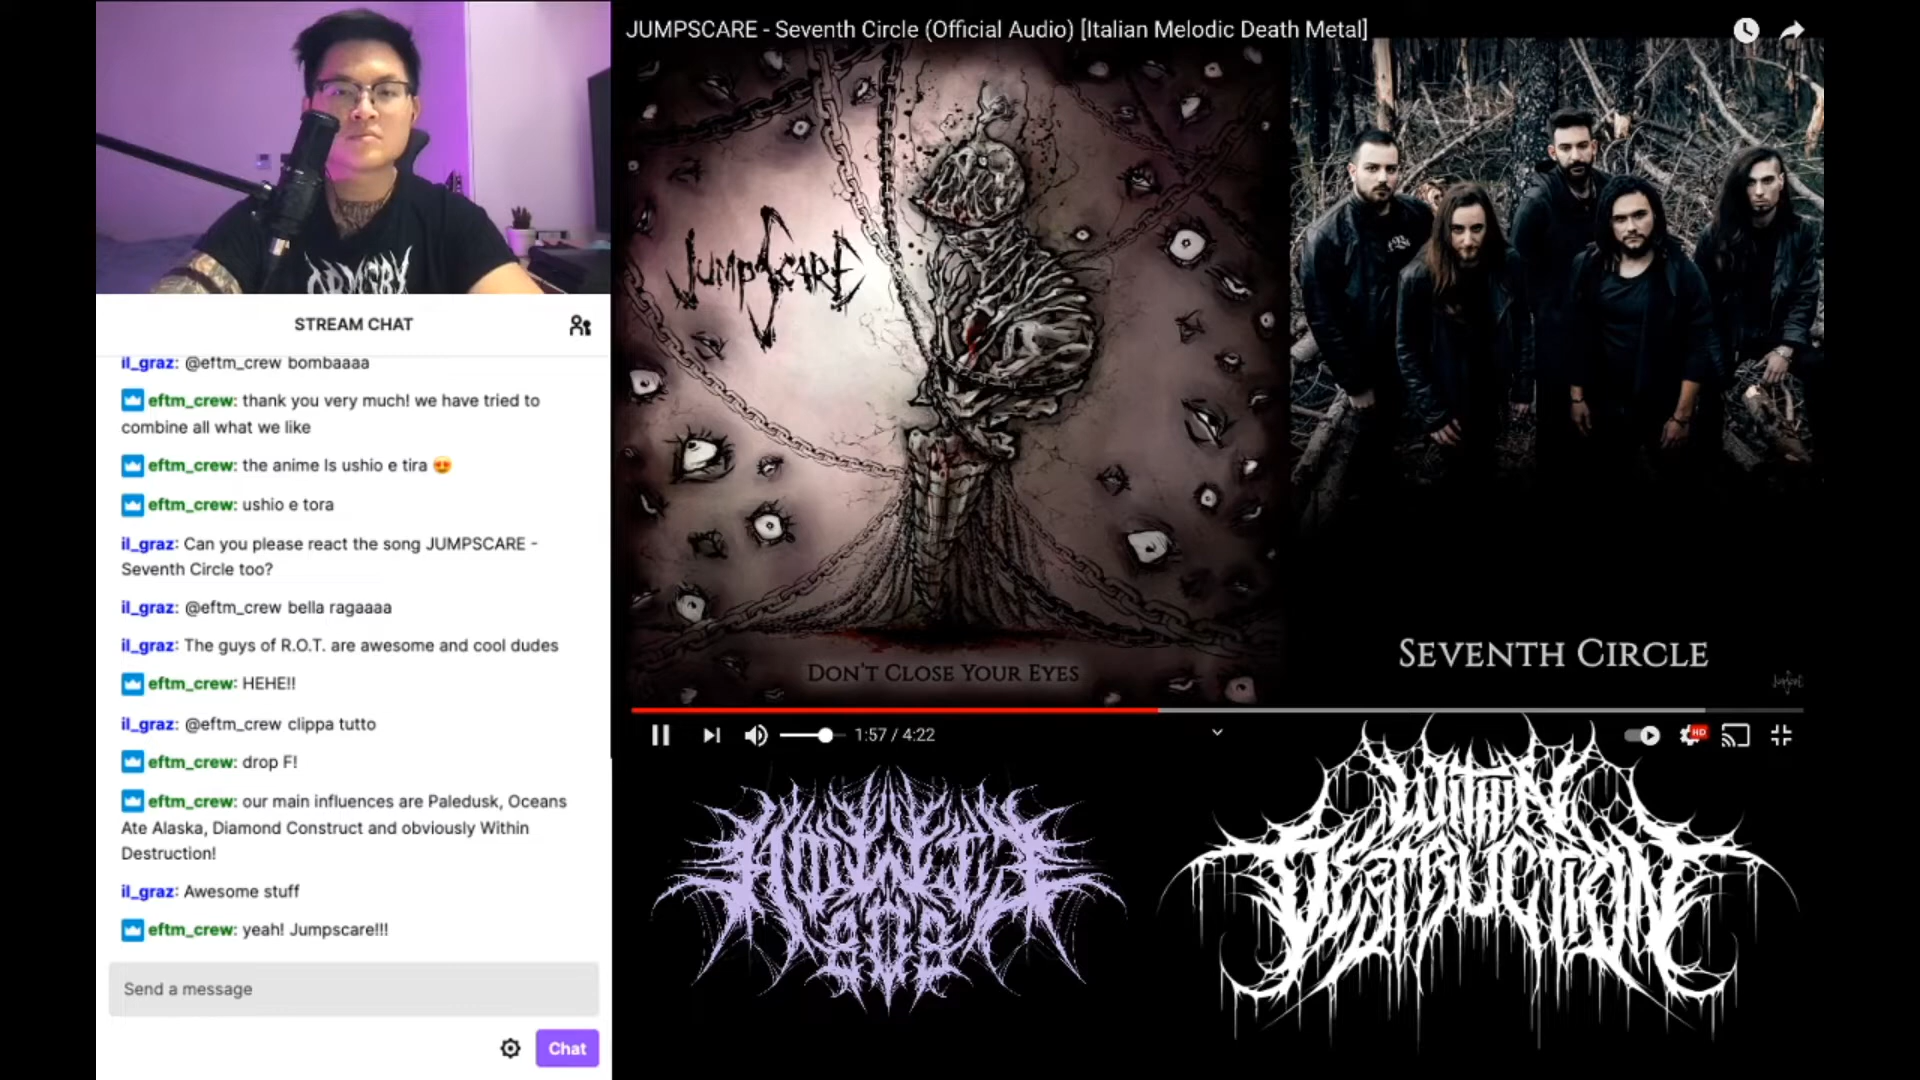 JUMPSCARE - Seventh Circle (Official Audio) [Italian Melodic Death Metal]
JUMPSCARE
DON'T CLOSE YOUR EYES
SEVENTH CIRCLE
1:57 / 4:22
HD
WITHIN
DESTRUCTION
STREAM CHAT
il_graz: @eftm_crew bombaaaa
eftm_crew: thank you very much! we have tried to
combine all what we like
eftm_crew: the anime Is ushio e tira 😍
eftm_crew: ushio e tora
il_graz: Can you please react the song JUMPSCARE -
Seventh Circle too?
il_graz: @eftm_crew bella ragaaaa
il_graz: The guys of R.O.T. are awesome and cool dudes
eftm_crew: HEHE!!
il_graz: @eftm_crew clippa tutto
eftm_crew: drop F!
eftm_crew: our main influences are Paledusk, Oceans
Ate Alaska, Diamond Construct and obviously Within
Destruction!
il_graz: Awesome stuff
eftm_crew: yeah! Jumpscare!!!
Send a message
Chat